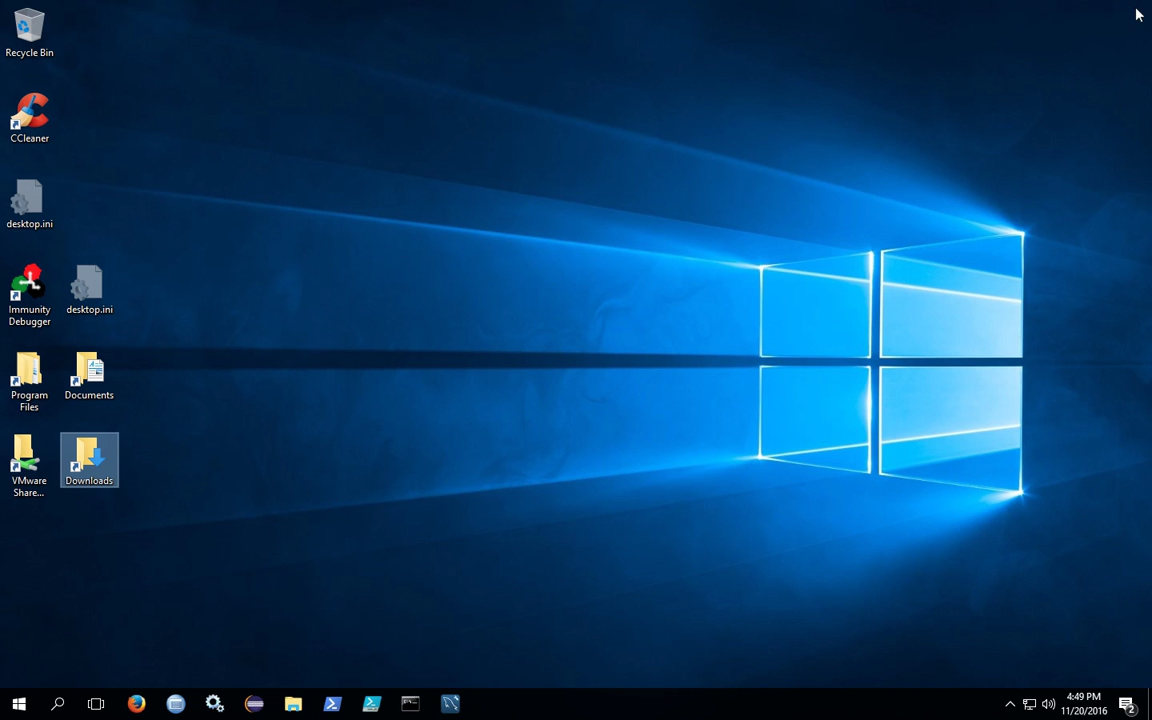 Recycle Bin
CCleaner
desktop.ini
Immunity
Debugger
desktop.ini
Program
Files
Documents
VMware
Share...
Downloads
4:49 PM
11/20/2016
2